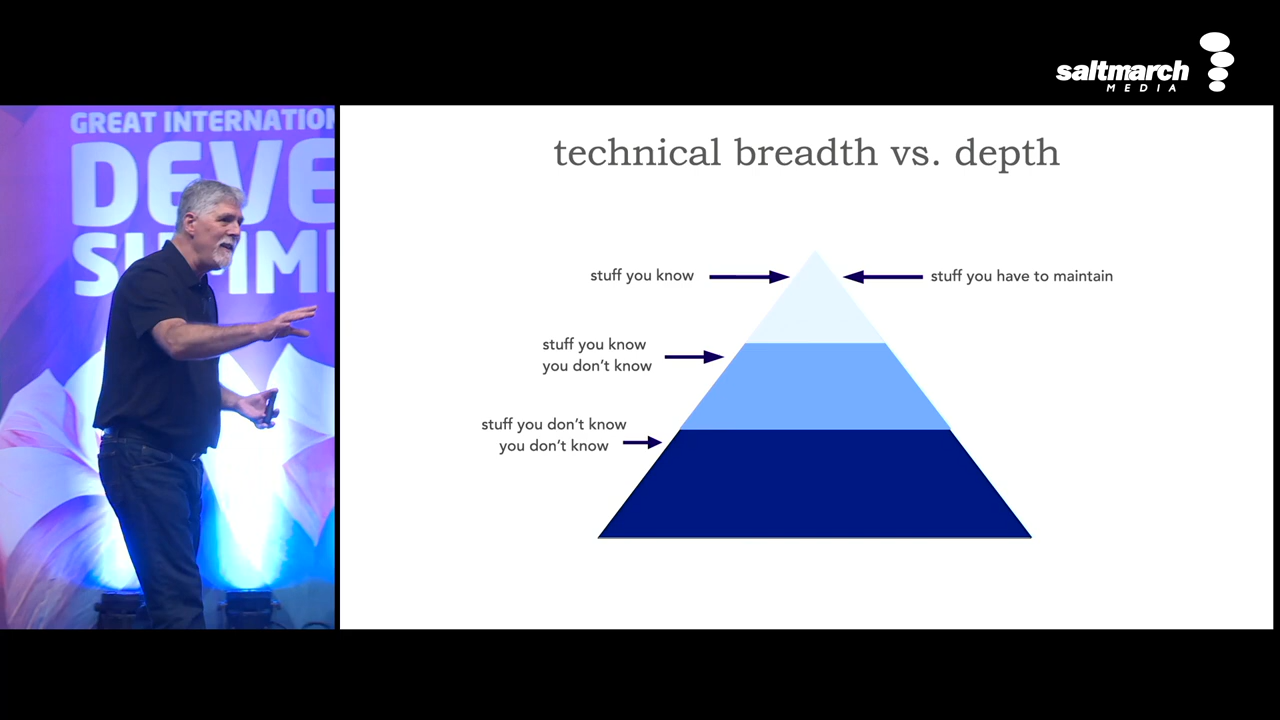 saltmarch
MEDIA
GREAT INTERNATION
DEVE
SUMM
technical breadth vs. depth
stuff you know
stuff you have to maintain
stuff you know
you don't know
stuff you don't know
you don't know